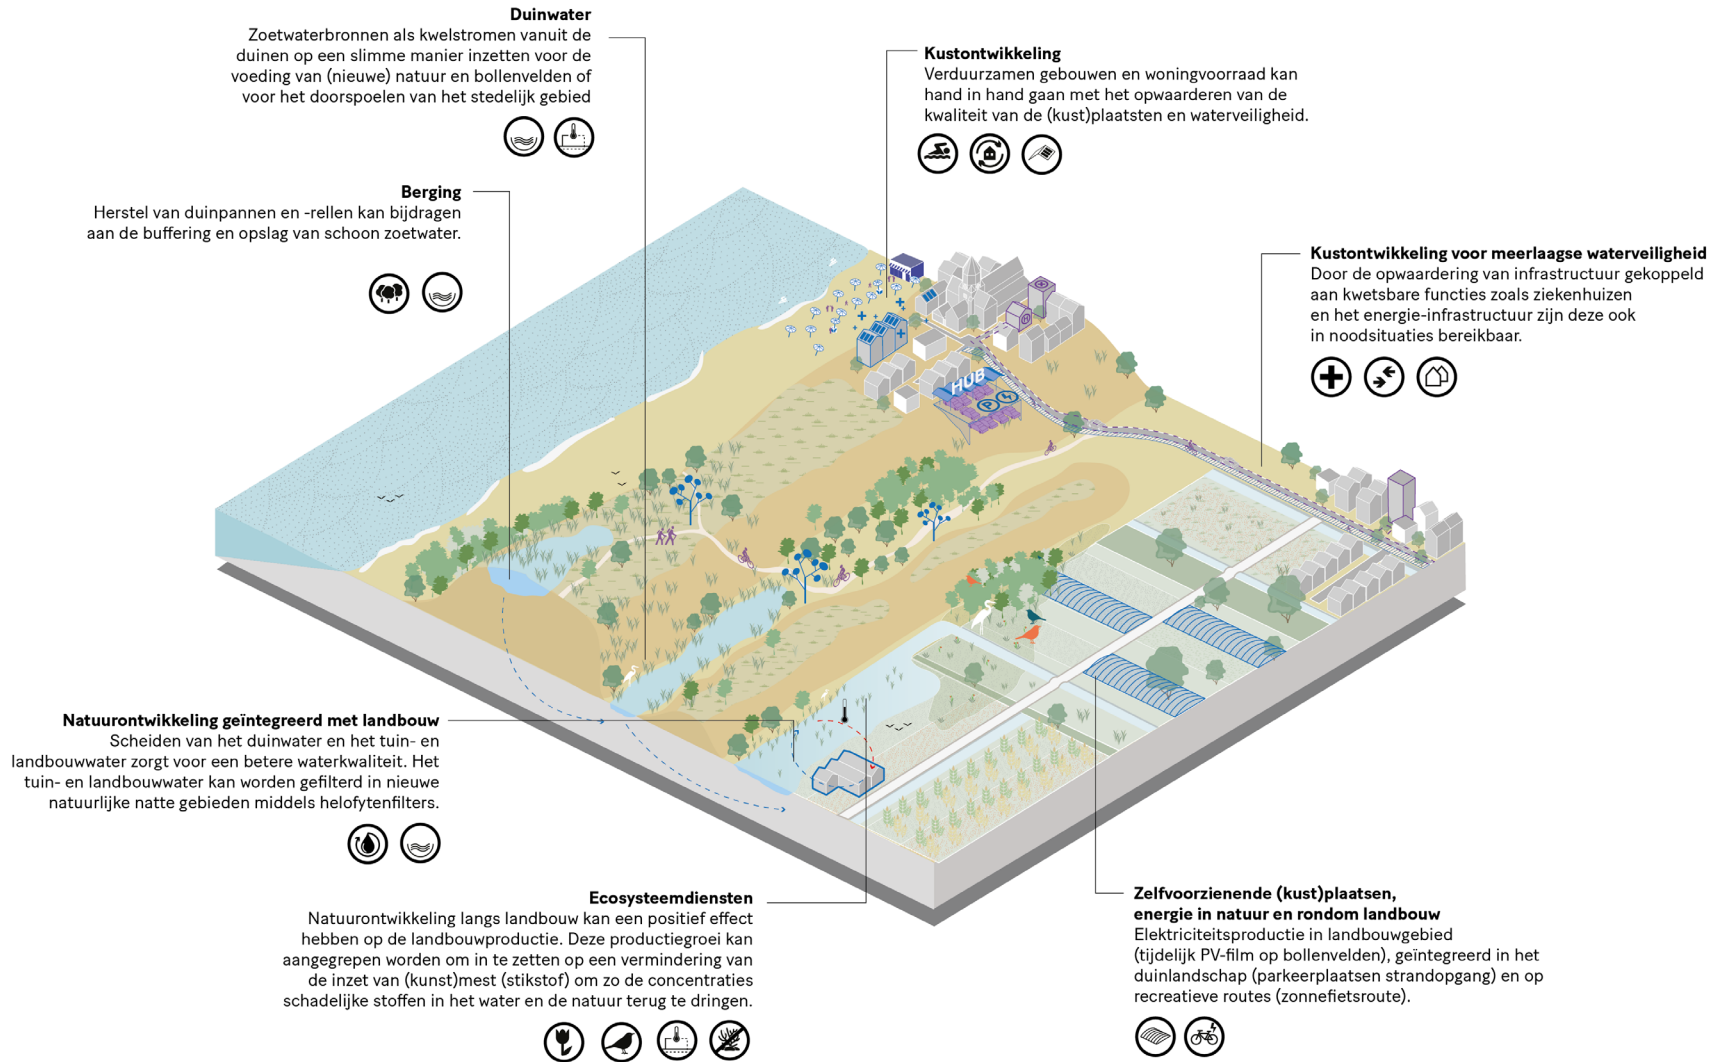 Duinwater
Zoetwaterbronnen als kwelstromen vanuit de
duinen op een slimme manier inzetten voor de
voeding van (nieuwe) natuur en bollenvelden of
voor het doorspoelen van het stedelijk gebied
Kustontwikkeling
Verduurzamen gebouwen en woningvoorraad kan
hand in hand gaan met het opwaarderen van de
kwaliteit van de (kust)plaatsten en waterveiligheid.
Berging
Herstel van duinpannen en -rellen kan bijdragen
aan de buffering en opslag van schoon zoetwater.
Kustontwikkeling voor meerlaagse waterveiligheid
Door de opwaardering van infrastructuur gekoppeld
aan kwetsbare functies zoals ziekenhuizen
en het energie-infrastructuur zijn deze ook
in noodsituaties bereikbaar.
H
HUB
P
Natuurontwikkeling geïntegreerd met landbouw
Scheiden van het duinwater en het tuin- en
landbouwwater zorgt voor een betere waterkwaliteit. Het
tuin- en landbouwwater kan worden gefilterd in nieuwe
natuurlijke natte gebieden middels helofytenfilters.
Ecosysteemdiensten
Natuurontwikkeling langs landbouw kan een positief effect
hebben op de landbouwproductie. Deze productiegroei kan
aangegrepen worden om in te zetten op een vermindering van
de inzet van (kunst)mest (stikstof) om zo de concentraties
schadelijke stoffen in het water en de natuur terug te dringen.
Zelfvoorzienende (kust)plaatsen,
energie in natuur en rondom landbouw
Elektriciteitsproductie in landbouwgebied
(tijdelijk PV-film op bollenvelden), geïntegreerd in het
duinlandschap (parkeerplaatsen strandopgang) en op
recreatieve routes (zonnefietsroute).